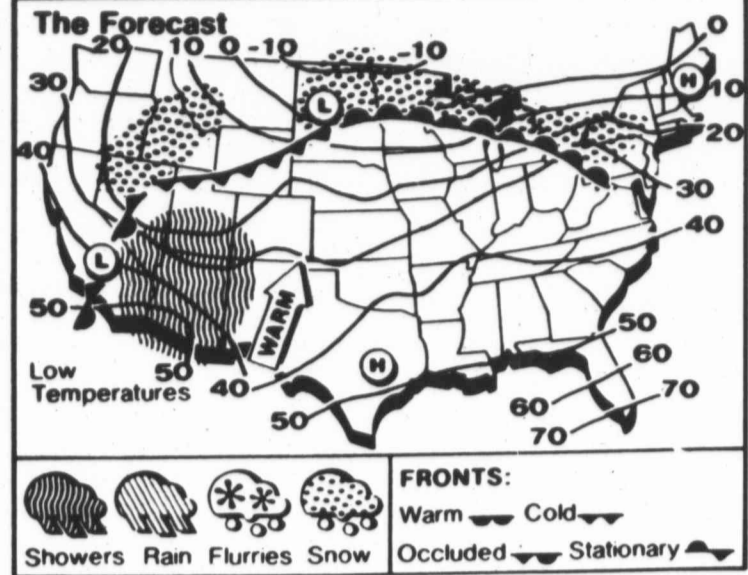 The Forecast
20 10 0 -10 -10 0
30 H 10
L
40 20
30
L 40
50 WARM 50
Low H 60
Temperatures 50 40 50 60 70
70
FRONTS:
Warm Cold
Showers Rain Flurries Snow Occluded Stationary